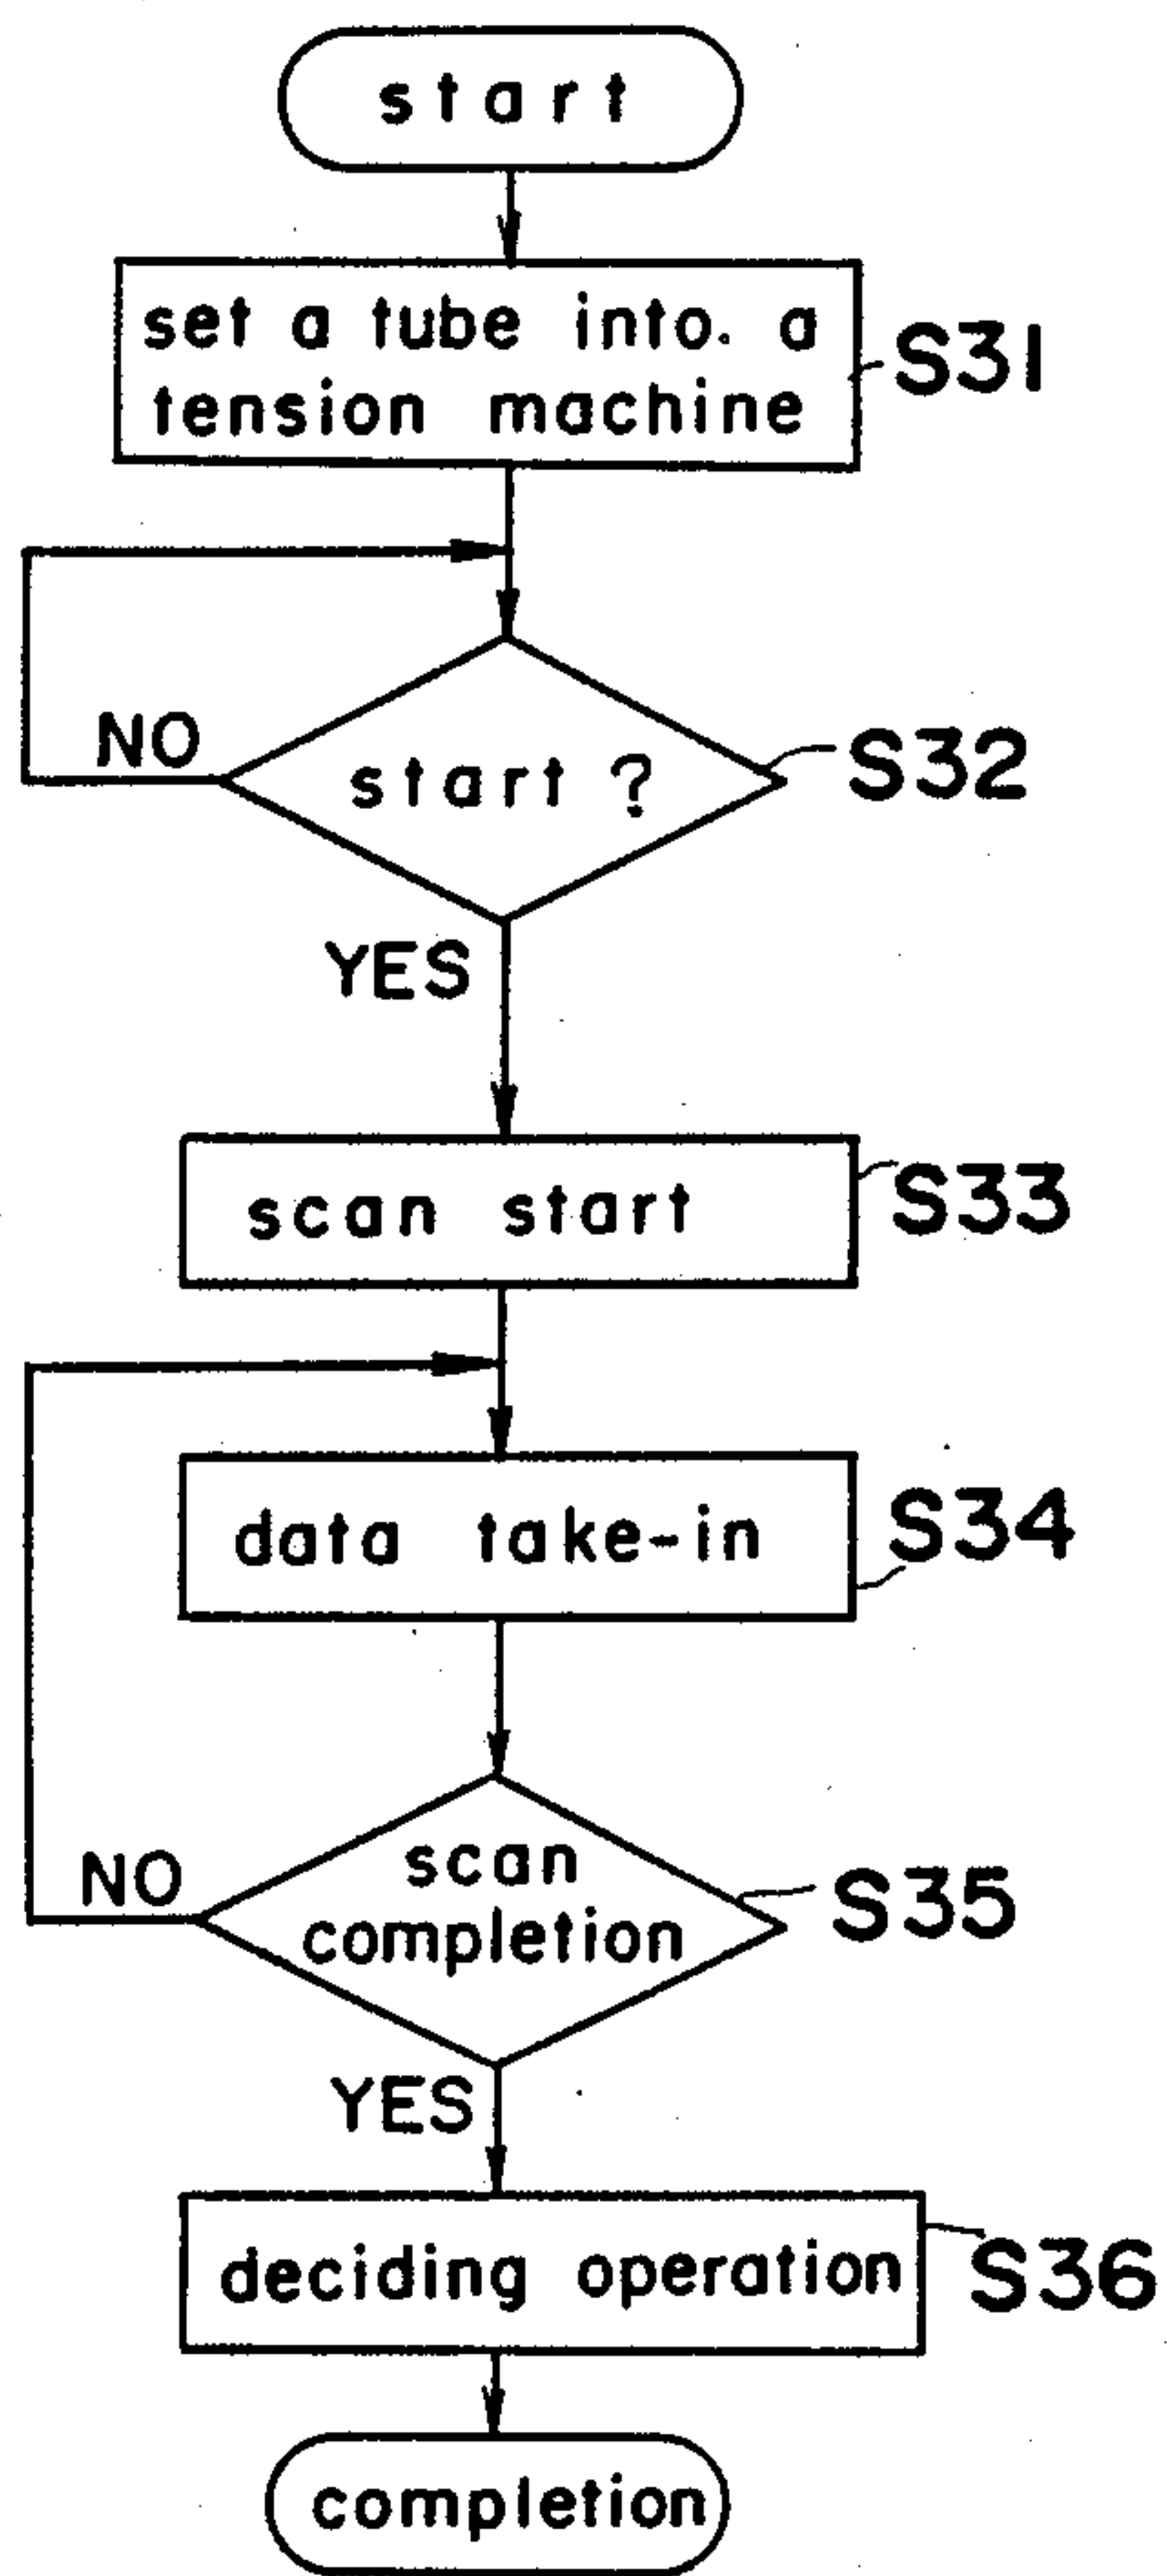 start
set a tube into. a
tension machine
S31
NO
start ?
S32
YES
scan start
S33
data take-in
S34
scan
completion
NO
S35
YES
deciding operation
S36
completion